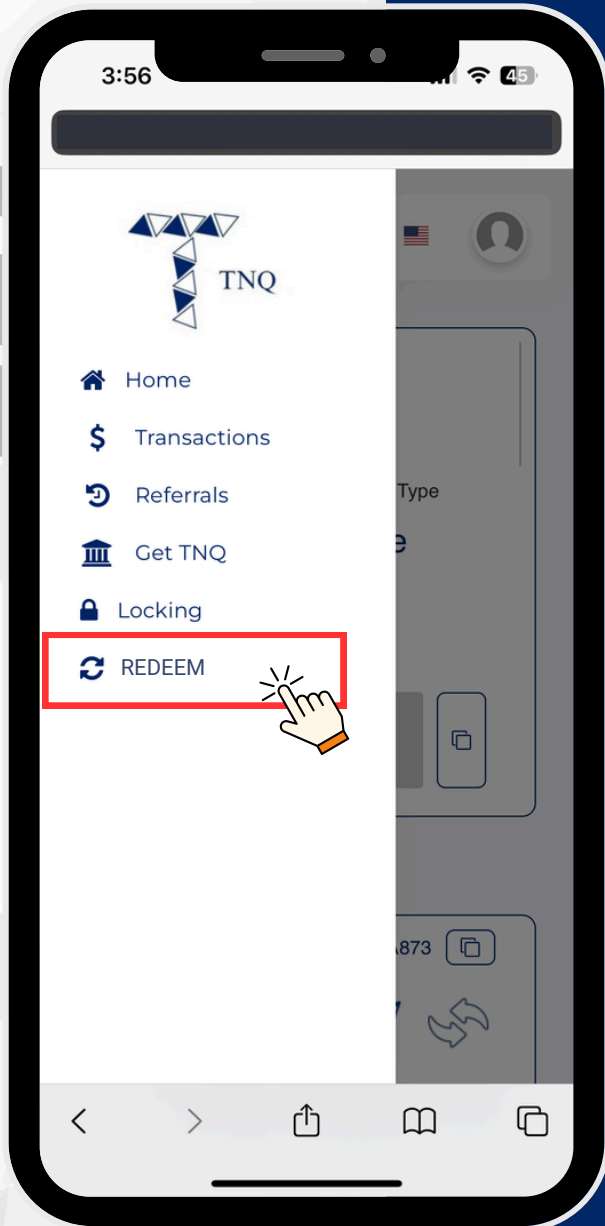 3:56
45
TNQ
Home
Transactions
Referrals
Get TNQ
Locking
REDEEM
Type
e
873